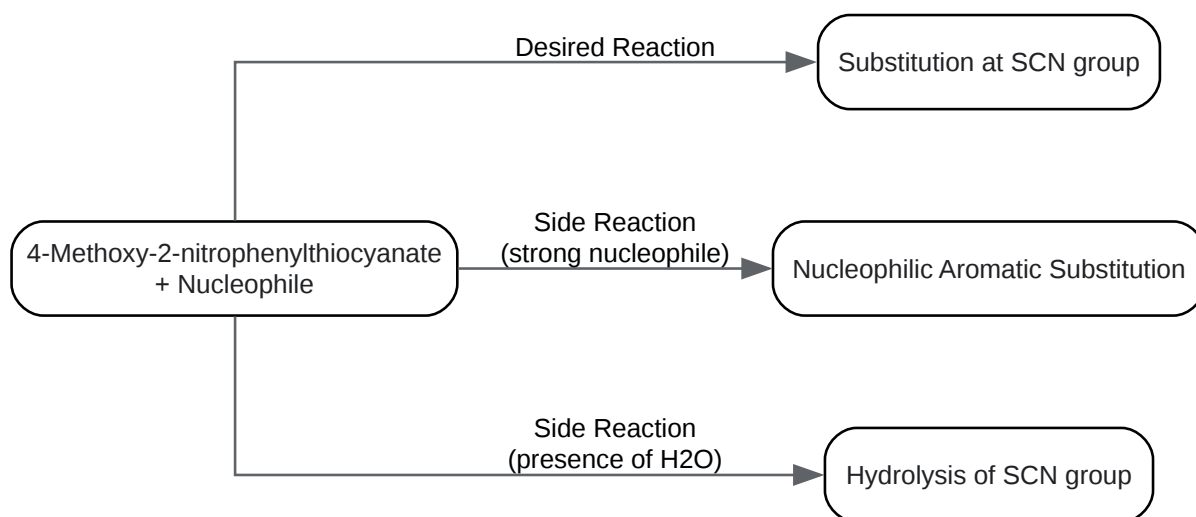 Desired Reaction
Substitution at SCN group
4-Methoxy-2-nitrophenylthiocyanate
+ Nucleophile
Side Reaction
(strong nucleophile)
Nucleophilic Aromatic Substitution
Side Reaction
(presence of H2O)
Hydrolysis of SCN group